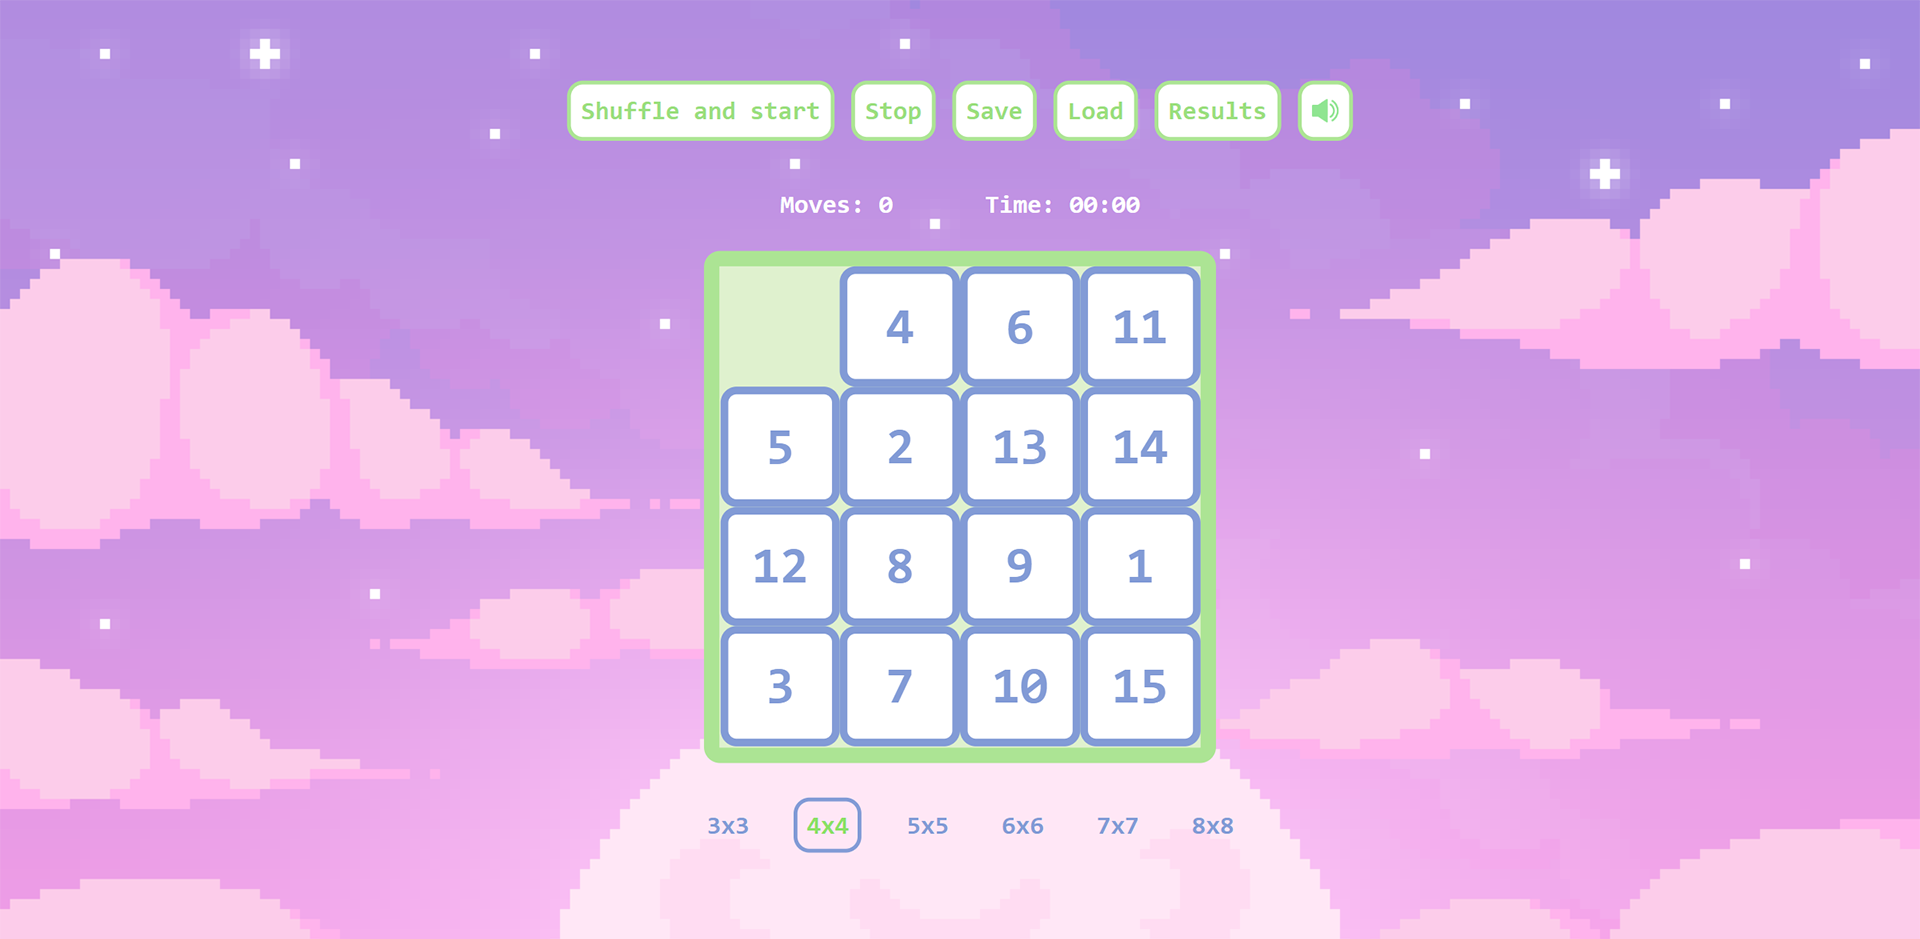 Shuffle and start Stop Save Load Results
Moves: 0 Time: 00:00
4 6 11
5 2 13 14
12 8 9 1
3 7 10 15
3x3 4x4 5x5 6x6 7x7 8x8